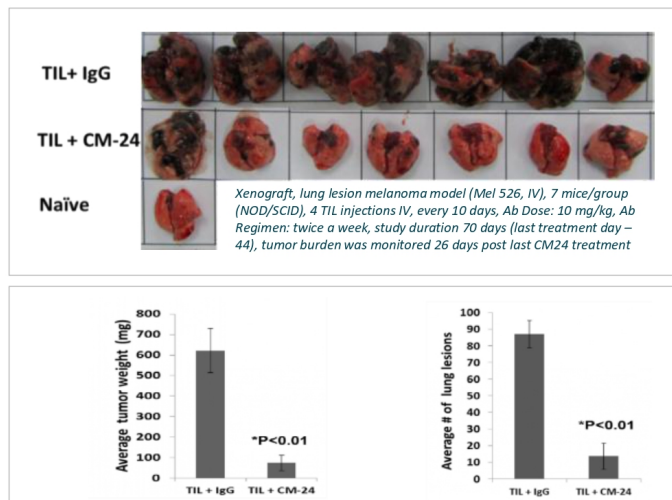 TIL+ IgG
TIL + CM-24
Naïve
Xenograft, lung lesion melanoma model (Mel 526, IV), 7 mice/group
(NOD/SCID), 4 TIL injections IV, every 10 days, Ab Dose: 10 mg/kg, Ab
Regimen: twice a week, study duration 70 days (last treatment day –
44), tumor burden was monitored 26 days post last CM24 treatment
Average tumor weight (mg)
800
700
600
500
400
300
200
100
0
*P<0.01
TIL + IgG TIL + CM-24
Average # of lung lesions
100
90
80
70
60
50
40
30
20
10
0
*P<0.01
TIL + IgG TIL + CM-24